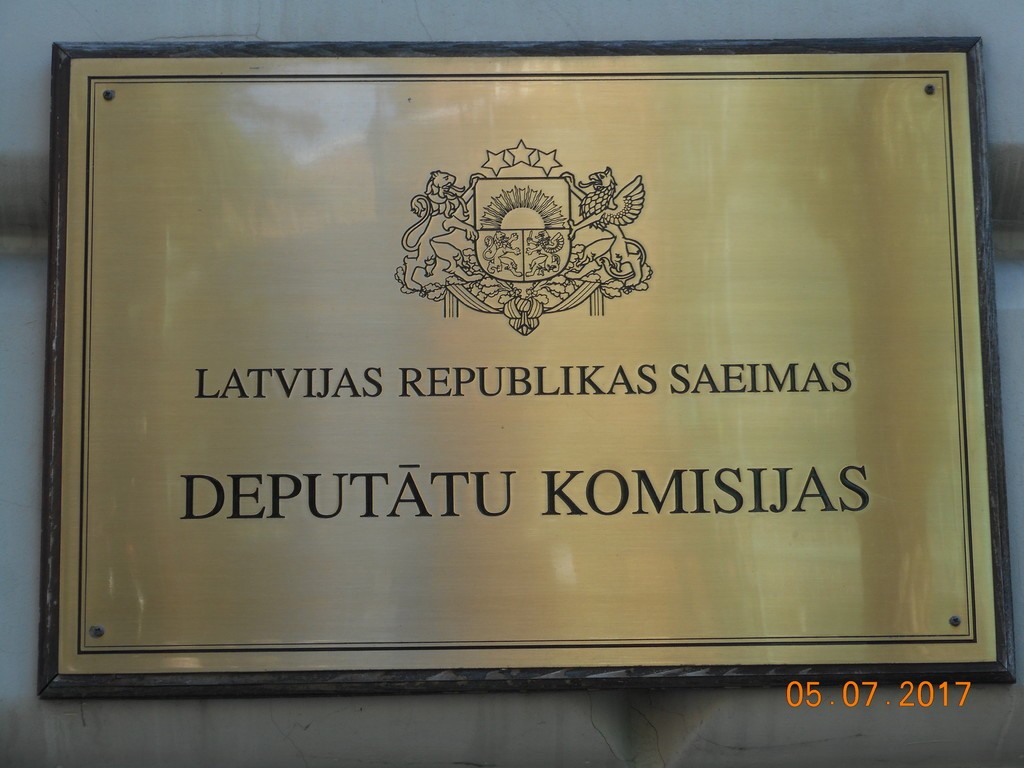 LATVIJAS REPUBLIKAS SAEIMAS
DEPUTĀTU KOMISIJAS
05.07.2017